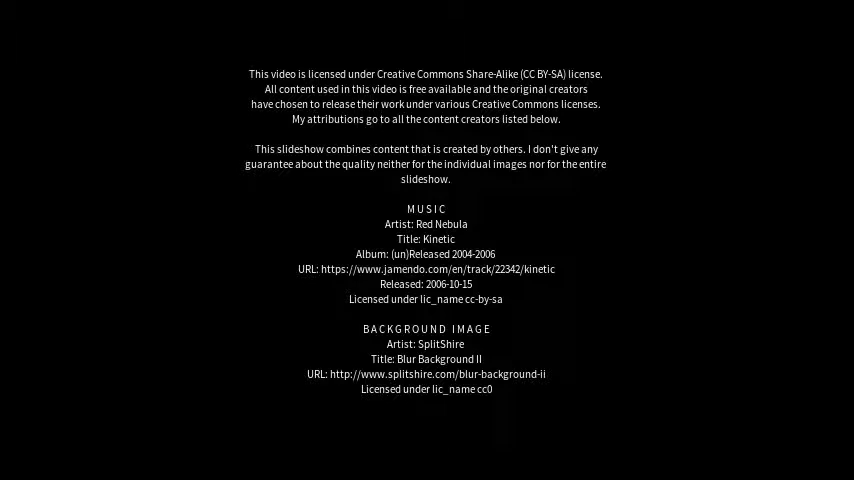 This video is licensed under Creative Commons Share-Alike (CC BY-SA) license.
All content used in this video is free available and the original creators
have chosen to release their work under various Creative Commons licenses.
My attributions go to all the content creators listed below.
This slideshow combines content that is created by others. I don't give any
guarantee about the quality neither for the individual images nor for the entire
slideshow.
MUSIC
Artist: Red Nebula
Title: Kinetic
Album: (un)Released 2004-2006
URL: https://www.jamendo.com/en/track/22342/kinetic
Released: 2006-10-15
Licensed under lic_name cc-by-sa
BACKGROUND IMAGE
Artist: SplitShire
Title: Blur Background II
URL: http://www.splitshire.com/blur-background-ii
Licensed under lic_name cc0